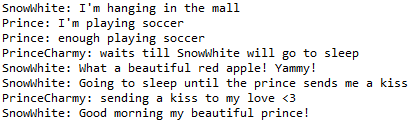 SnowWhite: I'm hanging in the mall
Prince: I'm playing soccer
Prince: enough playing soccer
PrinceCharmy: waits till SnowWhite will go to sleep
SnowWhite: What a beautiful red apple! Yammy!
SnowWhite: Going to sleep until the prince sends me a kiss
PrinceCharmy: sending a kiss to my love <3
SnowWhite: Good morning my beautiful prince!